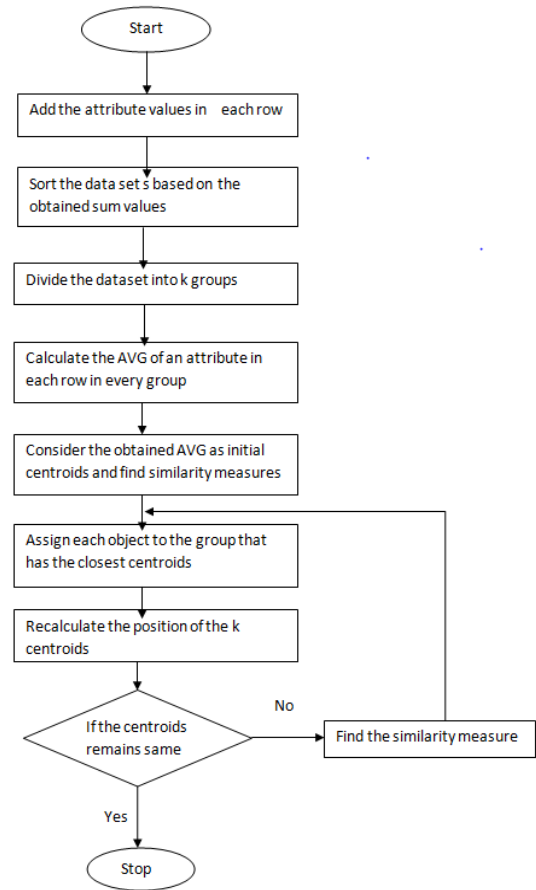 Start
Add the attribute values in each row
Sort the data set s based on the
obtained sum values
Divide the dataset into k groups
Calculate the AVG of an attribute in
each row in every group
Consider the obtained AVG as initial
centroids and find similarity measures
Assign each object to the group that
has the closest centroids
Recalculate the position of the k
centroids
If the centroids
remains same
No
Find the similarity measure
Yes
Stop